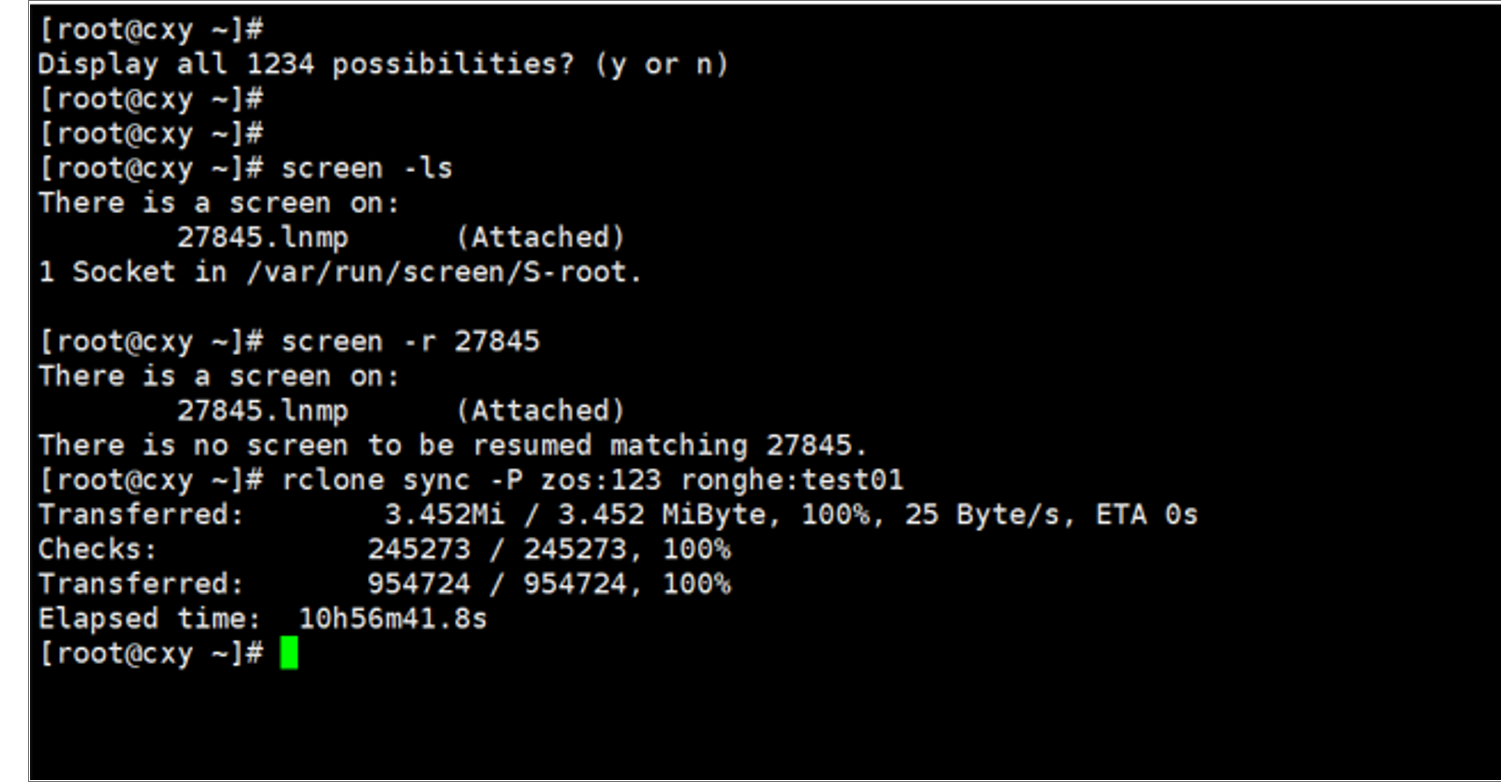 [root@cxy ~]#
Display all 1234 possibilities? (y or n)
[root@cxy ~]#
[root@cxy ~]#
[root@cxy ~]# screen -ls
There is a screen on:
        27845.lnmp      (Attached)
1 Socket in /var/run/screen/S-root.

[root@cxy ~]# screen -r 27845
There is a screen on:
        27845.lnmp      (Attached)
There is no screen to be resumed matching 27845.
[root@cxy ~]# rclone sync -P zos:123 ronghe:test01
Transferred:        3.452Mi / 3.452 MiByte, 100%, 25 Byte/s, ETA 0s
Checks:            245273 / 245273, 100%
Transferred:       954724 / 954724, 100%
Elapsed time:  10h56m41.8s
[root@cxy ~]#